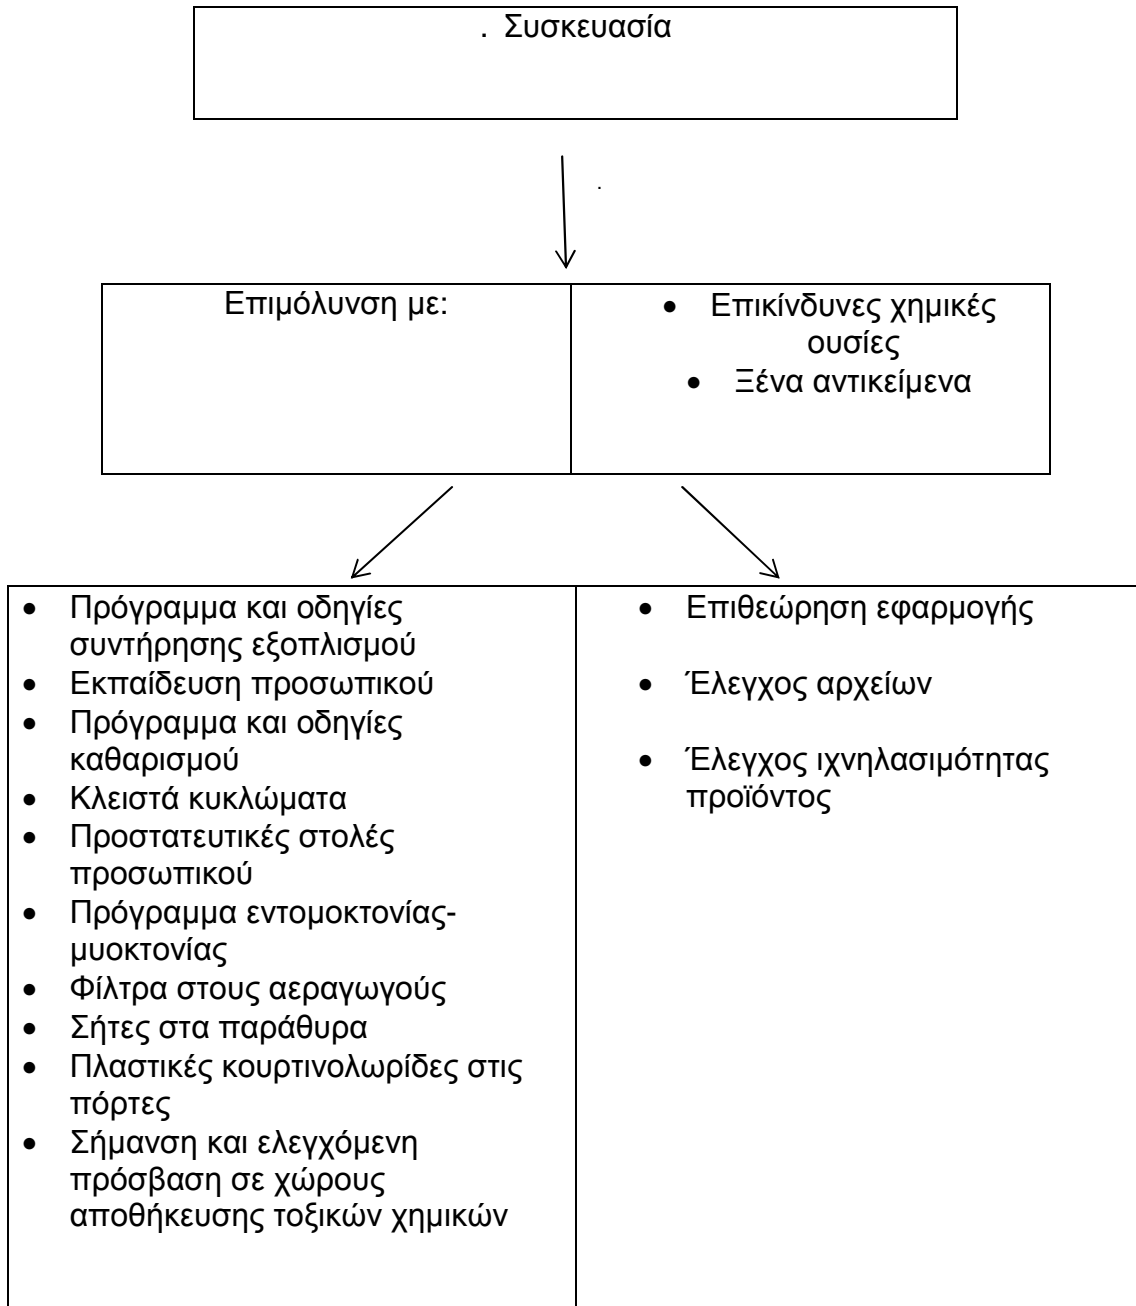 . Συσκευασία
.
Επιμόλυνση με:
• Επικίνδυνες χημικές
ουσίες
• Ξένα αντικείμενα
• Πρόγραμμα και οδηγίες
συντήρησης εξοπλισμού
• Εκπαίδευση προσωπικού
• Πρόγραμμα και οδηγίες
καθαρισμού
• Κλειστά κυκλώματα
• Προστατευτικές στολές
προσωπικού
• Πρόγραμμα εντομοκτονίας-
μυοκτονίας
• Φίλτρα στους αεραγωγούς
• Σήτες στα παράθυρα
• Πλαστικές κουρτινολωρίδες στις
πόρτες
• Σήμανση και ελεγχόμενη
πρόσβαση σε χώρους
αποθήκευσης τοξικών χημικών
• Επιθεώρηση εφαρμογής
• Έλεγχος αρχείων
• Έλεγχος ιχνηλασιμότητας
προϊόντος